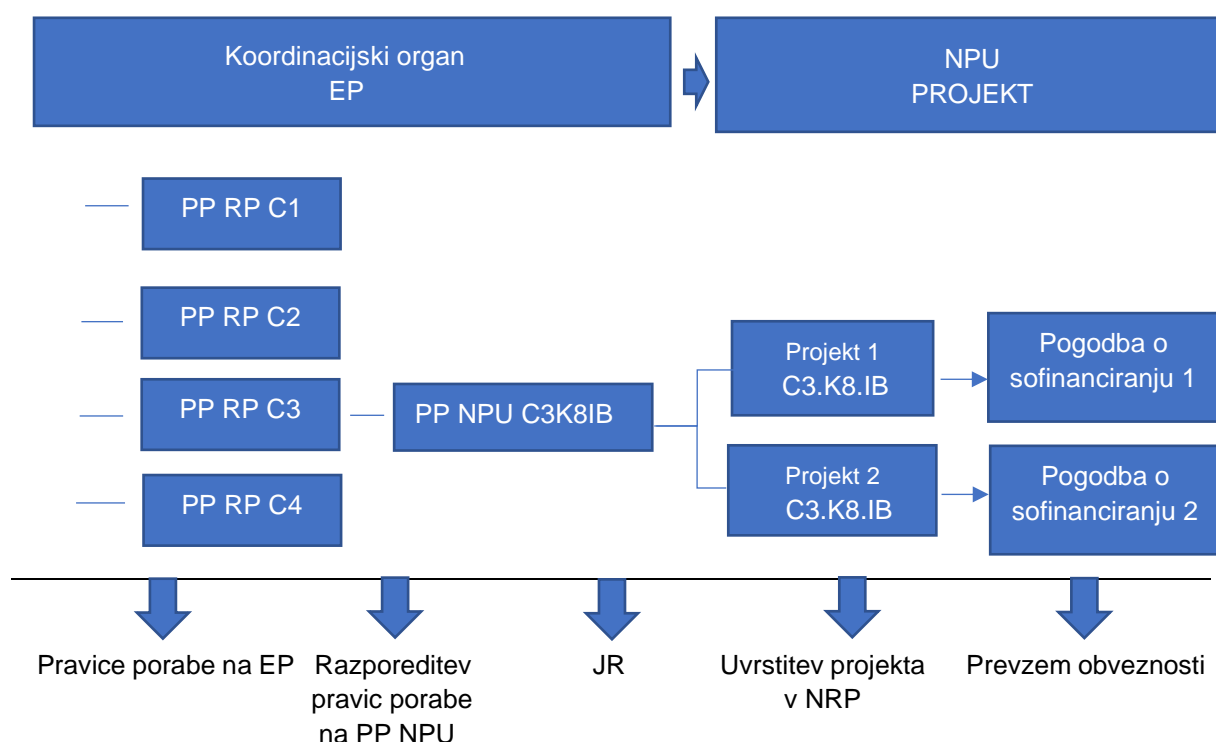 Koordinacijski organ
EP
NPU
PROJEKT
PP RP C1
PP RP C2
PP RP C3
PP RP C4
PP NPU C3K8IB
Projekt 1
C3.K8.IB
Pogodba o
sofinanciranju 1
Projekt 2
C3.K8.IB
Pogodba o
sofinanciranju 2
Pravice porabe na EP
Razporeditev
pravic porabe
na PP NPU
JR
Uvrstitev projekta
v NRP
Prevzem obveznosti